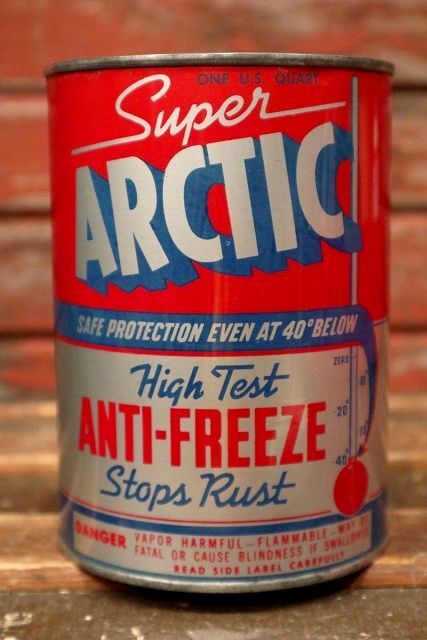 ONE U.S. QUART
Super
ARCTIC
SAFE PROTECTION EVEN AT 40° BELOW
High Test
ANTI-FREEZE
Stops Rust
ZERO
-10°
-20°
-30
-40°
DANGER
VAPOR HARMFUL-FLAMMABLE-MAY BE
FATAL OR CAUSE BLINDNESS IF SWALLOWED
READ SIDE LABEL CAREFULLY